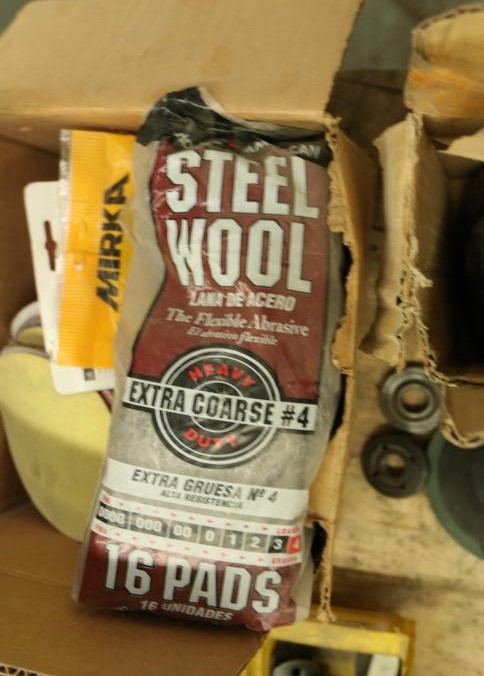 STEEL
WOOL
LANA DE ACERO
The Flexible Abrasive
El abrasivo flexible
HEAVY
EXTRA COARSE #4
DUTY
EXTRA GRUESA Nº 4
ALTA RESISTENCIA
0000 000 00 0 1 2 3 4
16 PADS
16 UNIDADES
MIRKA